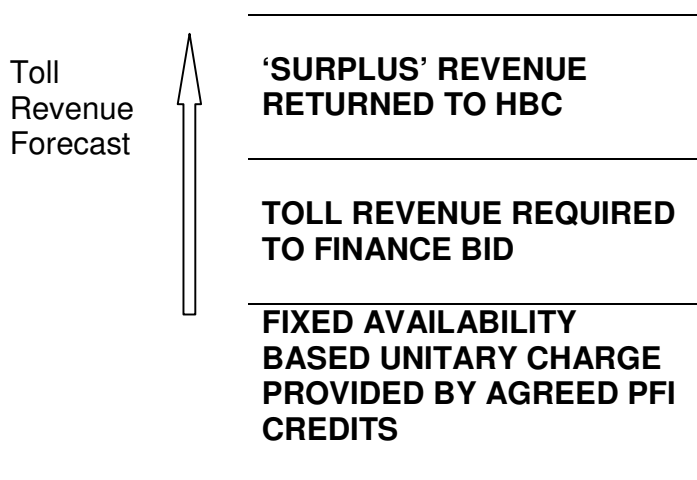 Toll
Revenue
Forecast
‘SURPLUS’ REVENUE
RETURNED TO HBC
TOLL REVENUE REQUIRED
TO FINANCE BID
FIXED AVAILABILITY
BASED UNITARY CHARGE
PROVIDED BY AGREED PFI
CREDITS